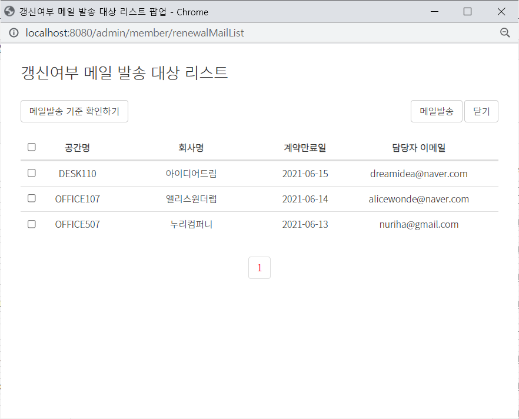 갱신여부 메일 발송 대상 리스트 팝업 - Chrome
localhost:8080/admin/member/renewalMailList
갱신여부 메일 발송 대상 리스트
메일발송 기준 확인하기 메일발송 닫기
공간명 회사명 계약만료일 담당자 이메일
DESK110 아이디어드림 2021-06-15 dreamidea@naver.com
OFFICE107 앨리스원더랩 2021-06-14 alicewonde@naver.com
OFFICE507 누리컴퍼니 2021-06-13 nuriha@gmail.com
1